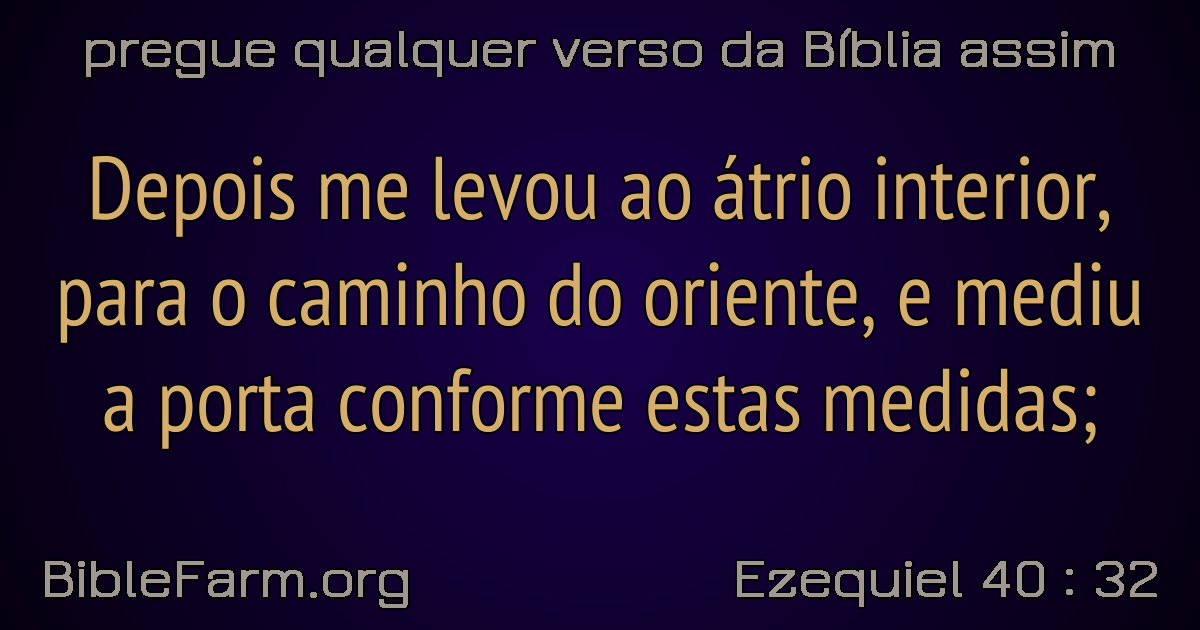 pregue qualquer verso da Bíblia assim
Depois me levou ao átrio interior,
para o caminho do oriente, e mediu
a porta conforme estas medidas;
BibleFarm.org
Ezequiel 40 : 32